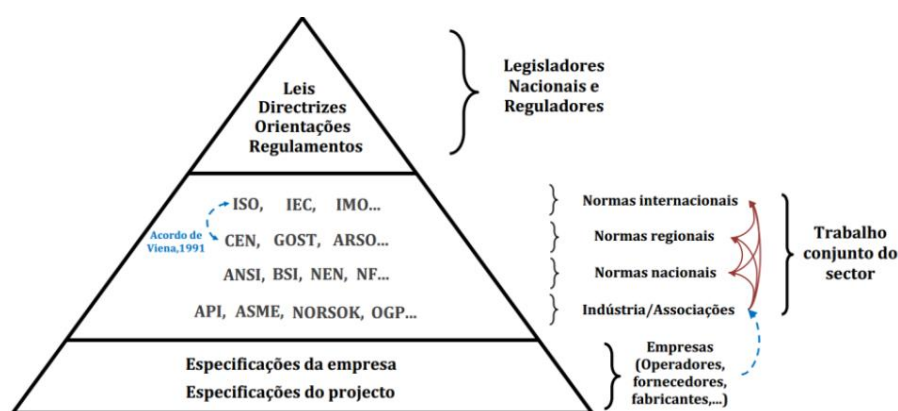 Leis
Directrizes
Orientações
Regulamentos
Legisladores
Nacionais e
Reguladores
ISO, IEC, IMO...
Acordo de
Viena,1991
CEN, GOST, ARSO...
ANSI, BSI, NEN, NF...
API, ASME, NORSOK, OGP...
Normas internacionais
Normas regionais
Normas nacionais
Indústria/Associações
Trabalho
conjunto do
sector
Especificações da empresa
Especificações do projecto
Empresas
(Operadores,
fornecedores,
fabricantes,...)